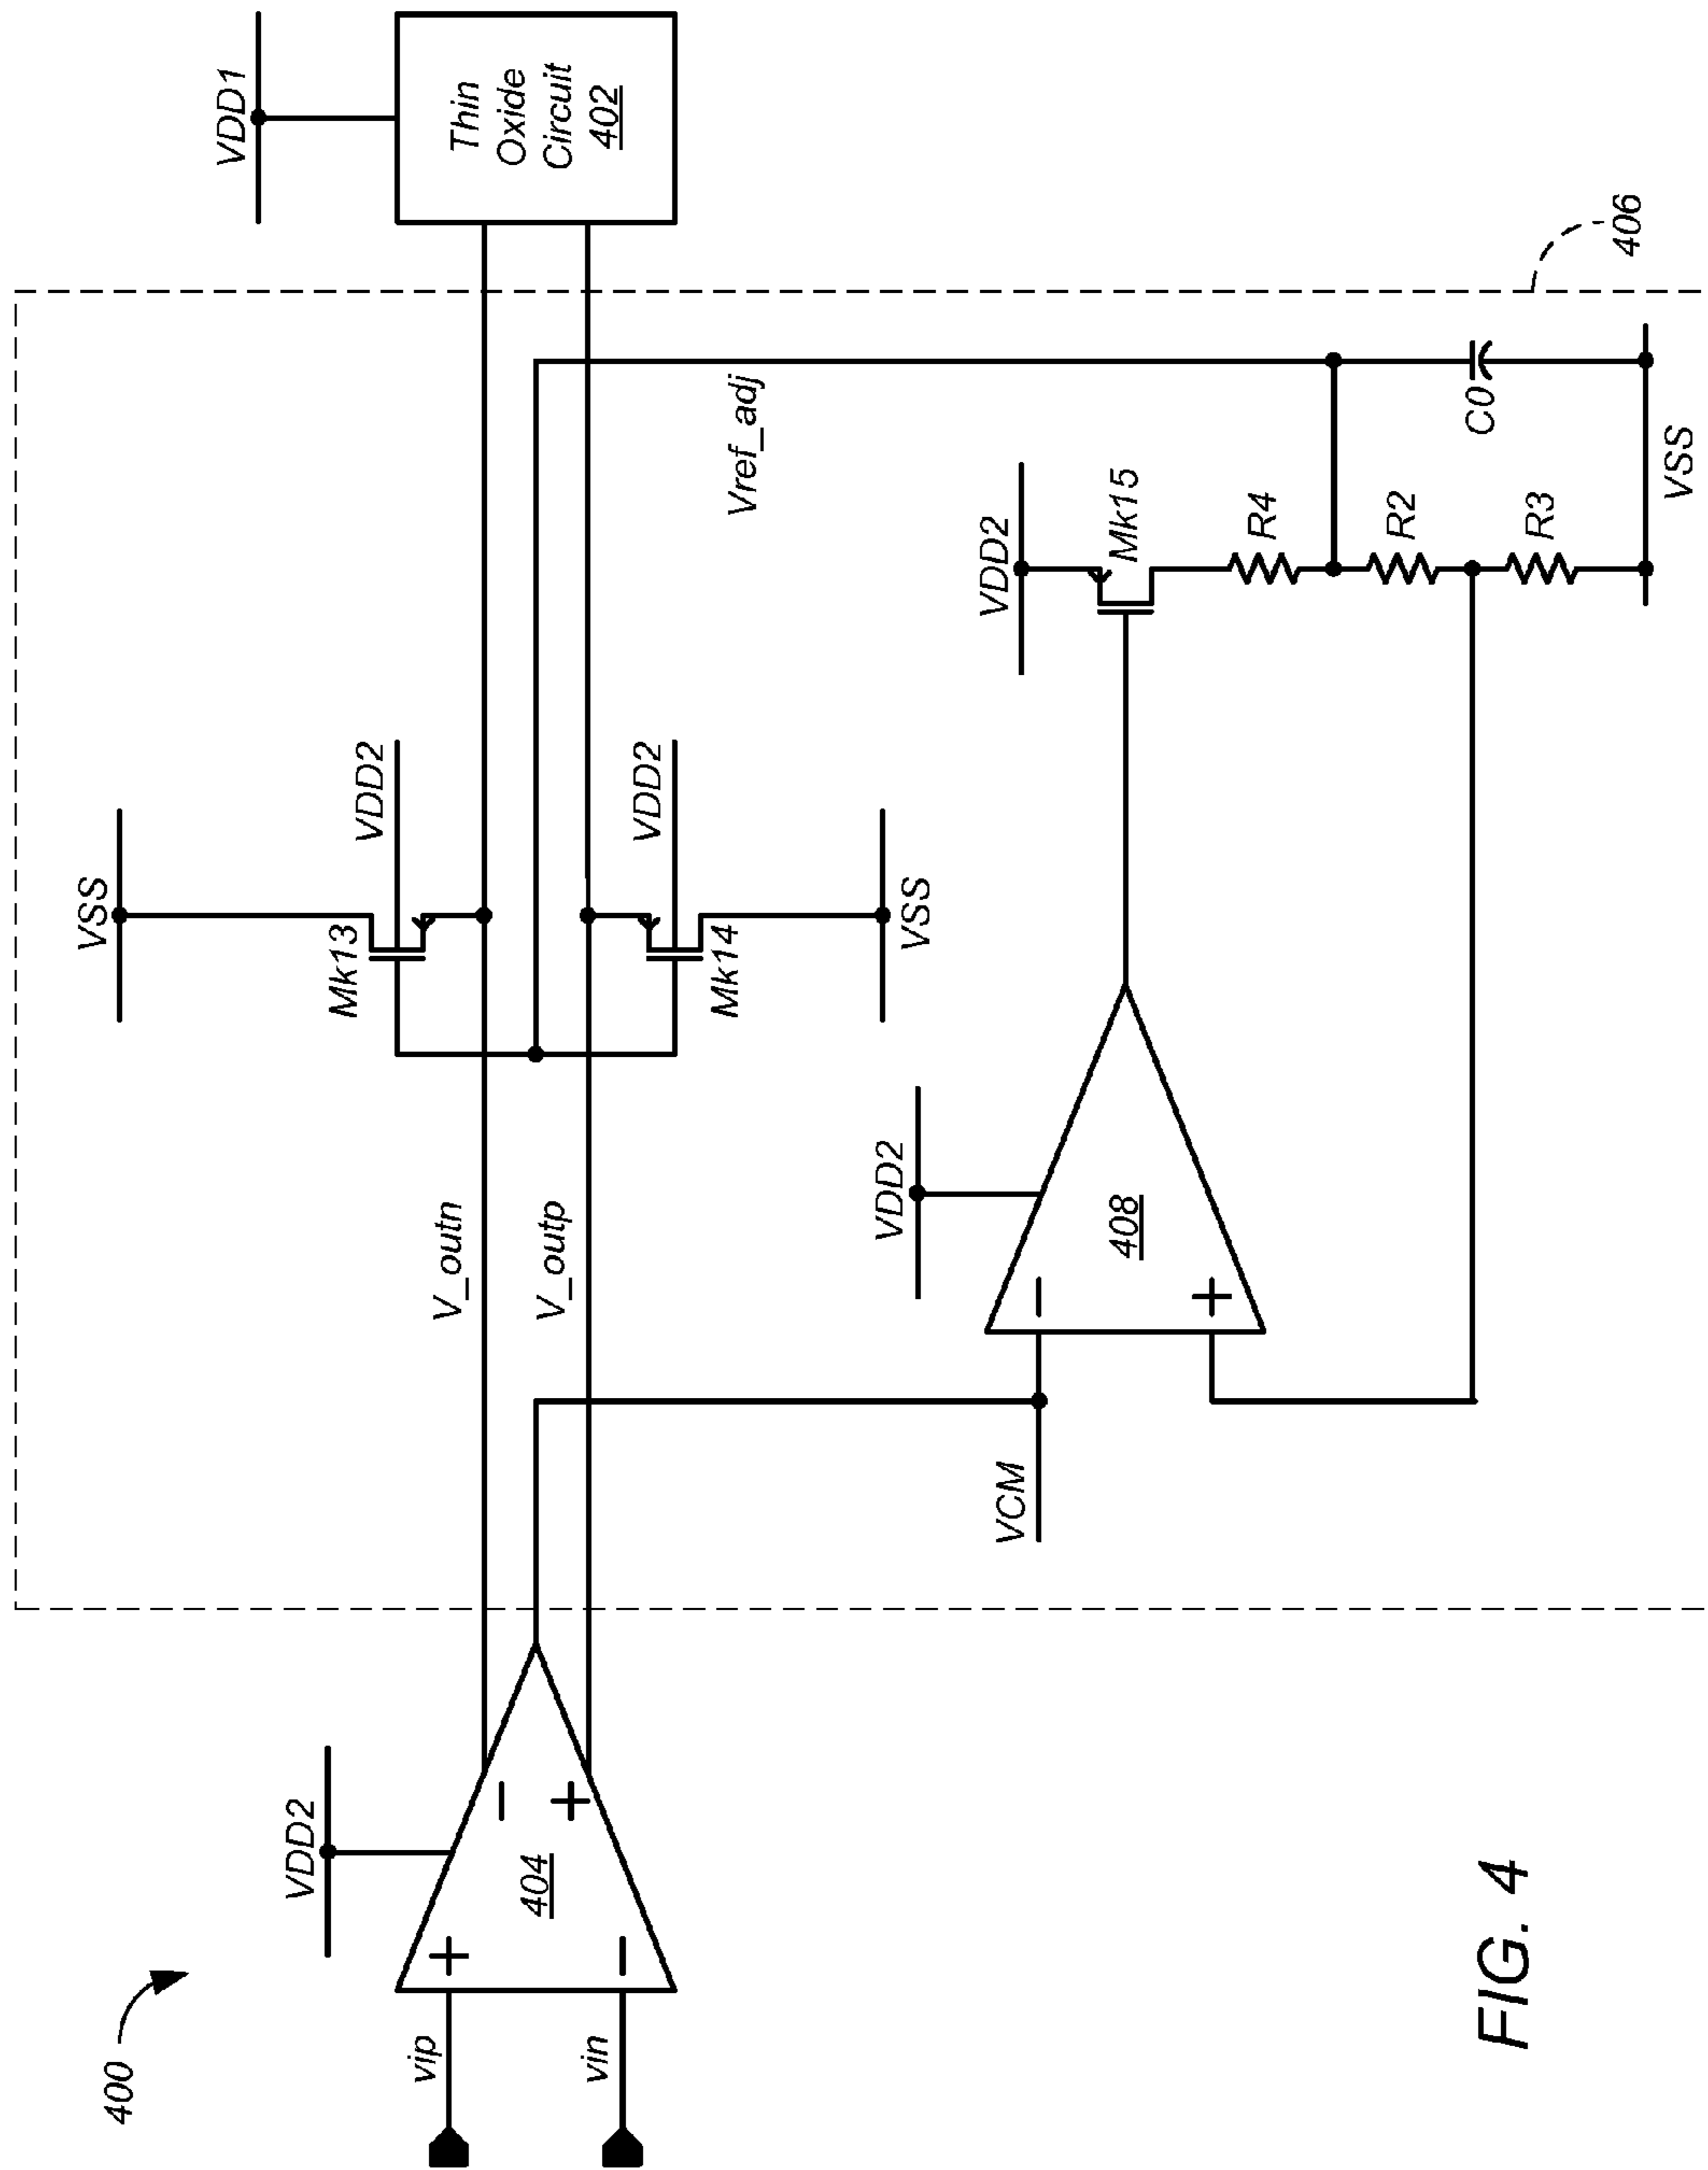 400
vip
vin
VDD2
+
−
404
−
+
V_outn
V_outp
VSS
Mk13
VDD2
VDD2
Mk14
VSS
VDD1
Thin
Oxide
Circuit
402
Vref_adj
VCM
VDD2
−
+
408
VDD2
Mk15
R4
R2
R3
C0
VSS
406
FIG. 4